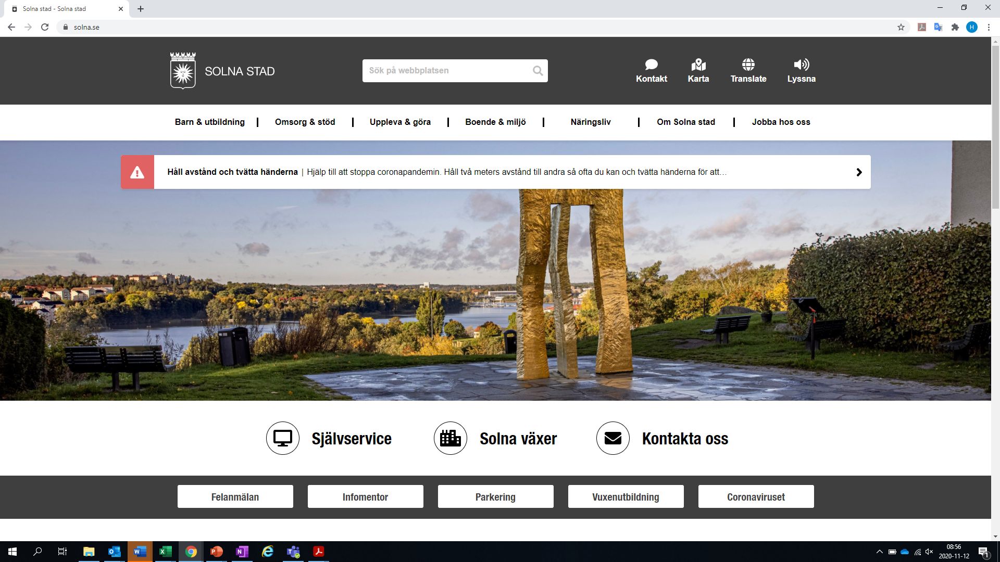 Solna stad - Solna stad
solna.se
H
SOLNA STAD
Sök på webbplatsen
Kontakt
Karta
Translate
Lyssna
Barn & utbildning | Omsorg & stöd | Uppleva & göra | Boende & miljö | Näringsliv | Om Solna stad | Jobba hos oss
Håll avstånd och tvätta händerna | Hjälp till att stoppa coronapandemin. Håll två meters avstånd till andra så ofta du kan och tvätta händerna för att…
Självservice
Solna växer
Kontakta oss
Felanmälan
Infomentor
Parkering
Vuxenutbildning
Coronaviruset
08:56
2020-11-12
1